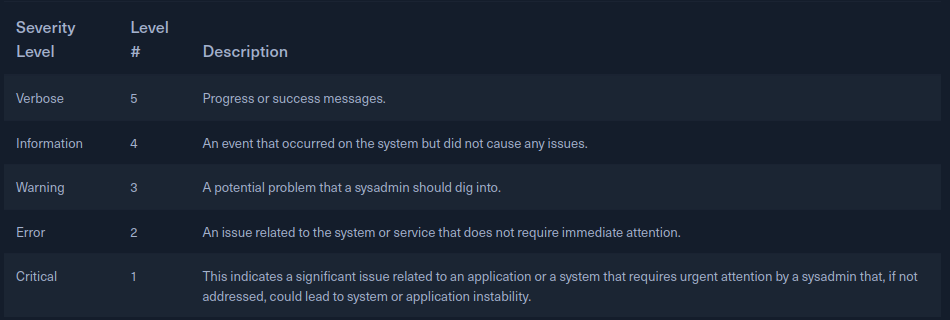 Severity Level Level # Description
Verbose 5 Progress or success messages.
Information 4 An event that occurred on the system but did not cause any issues.
Warning 3 A potential problem that a sysadmin should dig into.
Error 2 An issue related to the system or service that does not require immediate attention.
Critical 1 This indicates a significant issue related to an application or a system that requires urgent attention by a sysadmin that, if not
addressed, could lead to system or application instability.